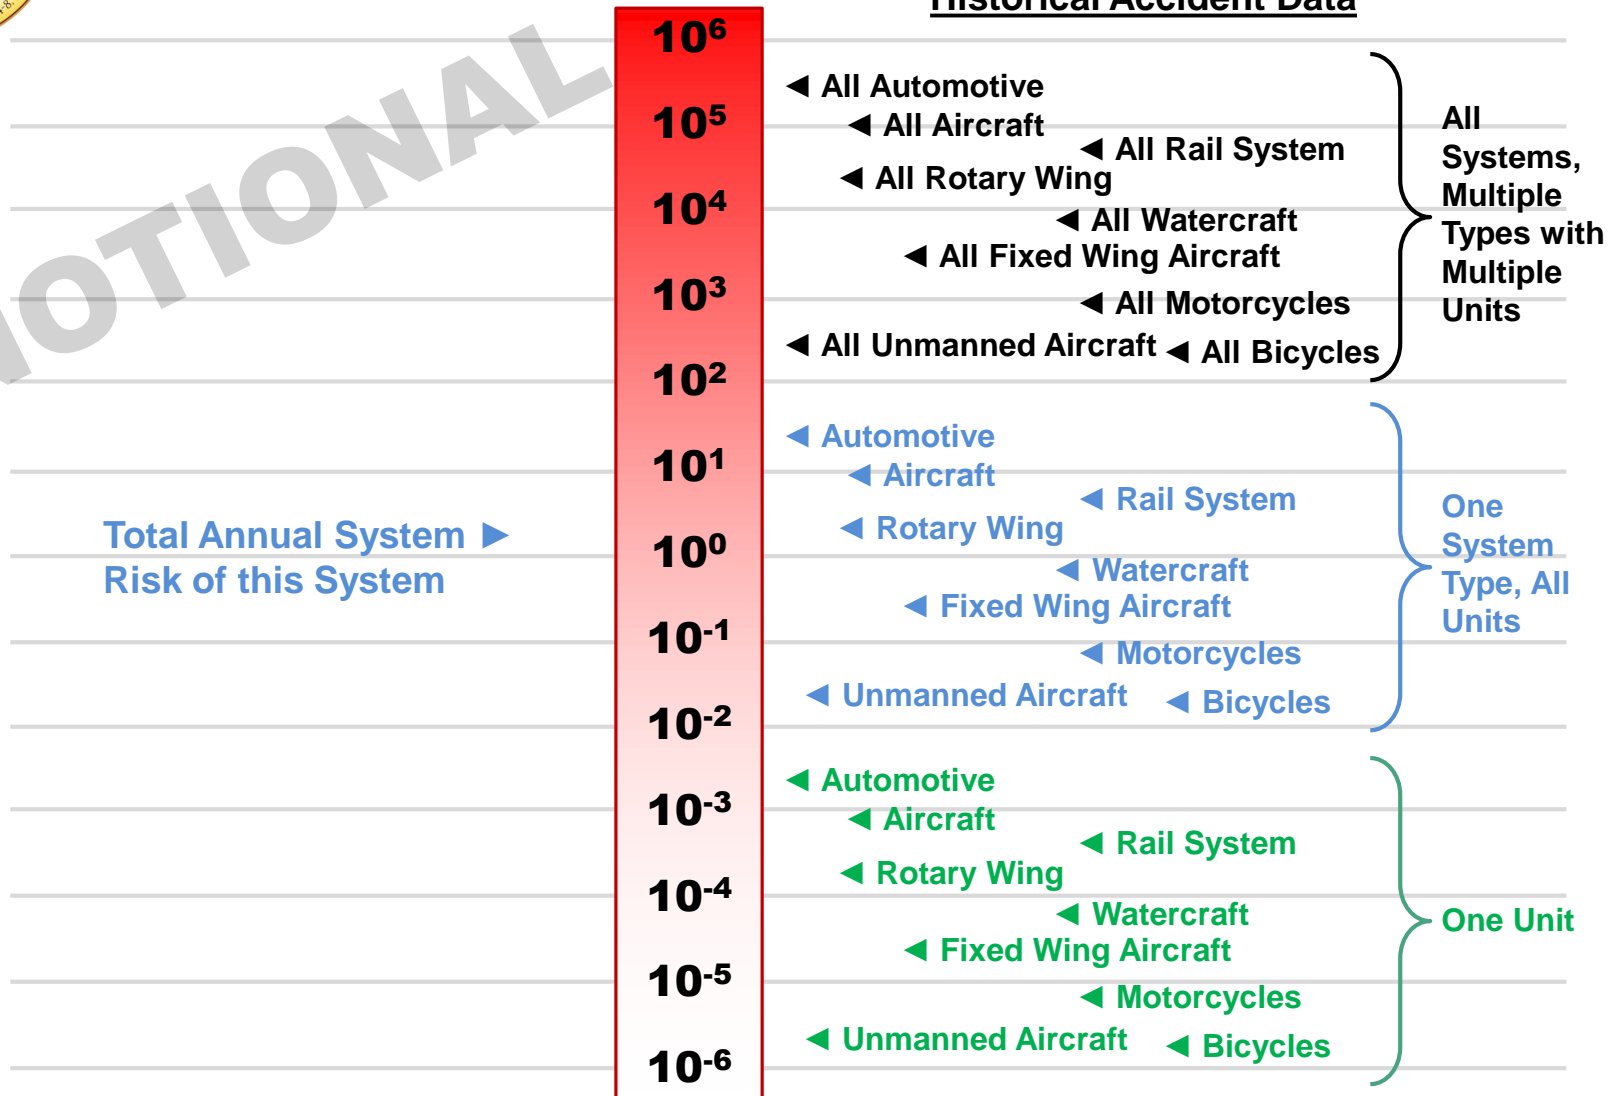 Historical Accident Data
NOTIONAL
10⁶
10⁵
10⁴
10³
10²
10¹
10⁰
10⁻¹
10⁻²
10⁻³
10⁻⁴
10⁻⁵
10⁻⁶
Total Annual System ►
Risk of this System
◄ All Automotive
◄ All Aircraft
◄ All Rail System
◄ All Rotary Wing
◄ All Watercraft
◄ All Fixed Wing Aircraft
◄ All Motorcycles
◄ All Unmanned Aircraft
◄ All Bicycles
All
Systems,
Multiple
Types with
Multiple
Units
◄ Automotive
◄ Aircraft
◄ Rail System
◄ Rotary Wing
◄ Watercraft
◄ Fixed Wing Aircraft
◄ Motorcycles
◄ Unmanned Aircraft
◄ Bicycles
One
System
Type, All
Units
◄ Automotive
◄ Aircraft
◄ Rail System
◄ Rotary Wing
◄ Watercraft
◄ Fixed Wing Aircraft
◄ Motorcycles
◄ Unmanned Aircraft
◄ Bicycles
One Unit